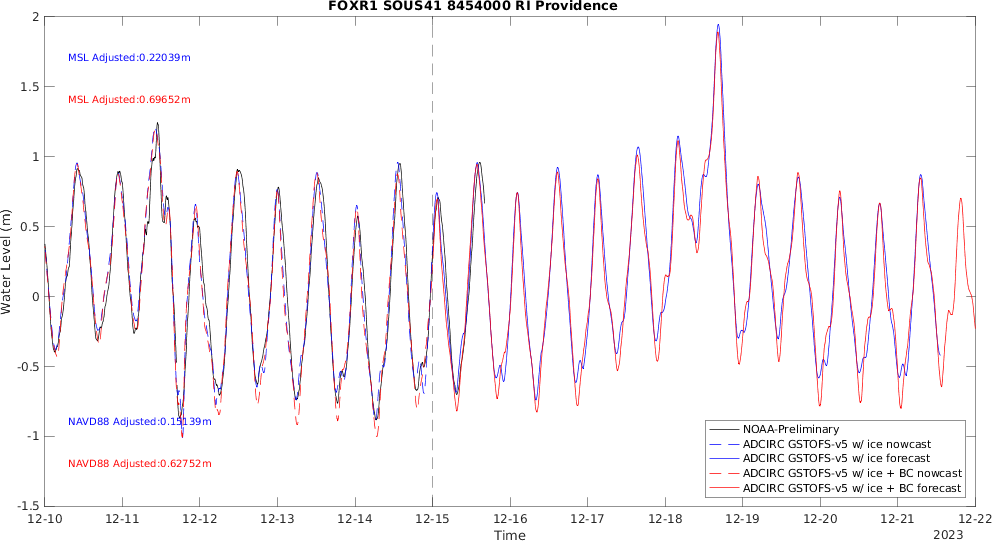 FOXR1 SOUS41 8454000 RI Providence
2
1.5
1
0.5
0
-0.5
-1
-1.5
Water Level (m)
MSL Adjusted:0.22039m
MSL Adjusted:0.69652m
NAVD88 Adjusted:0.15139m
NAVD88 Adjusted:0.62752m
NOAA-Preliminary
ADCIRC GSTOFS-v5 w/ ice nowcast
ADCIRC GSTOFS-v5 w/ ice forecast
ADCIRC GSTOFS-v5 w/ ice + BC nowcast
ADCIRC GSTOFS-v5 w/ ice + BC forecast
12-10 12-11 12-12 12-13 12-14 12-15 12-16 12-17 12-18 12-19 12-20 12-21 12-22
Time
2023